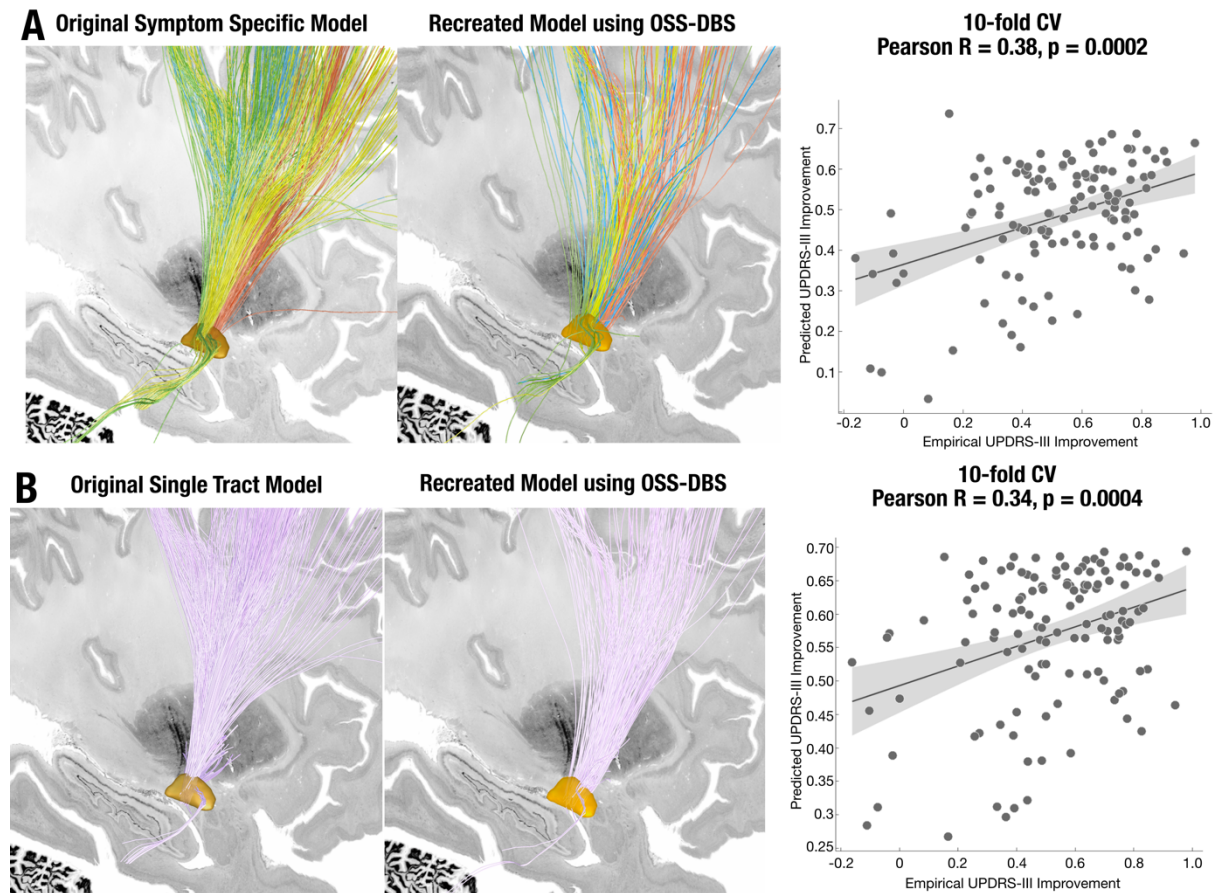 A
Original Symptom Specific Model
Recreated Model using OSS-DBS
10-fold CV
Pearson R = 0.38, p = 0.0002
Predicted UPDRS-III Improvement
0.7
0.6
0.5
0.4
0.3
0.2
0.1
-0.2
0
0.2
0.4
0.6
0.8
1.0
Empirical UPDRS-III Improvement
B
Original Single Tract Model
Recreated Model using OSS-DBS
10-fold CV
Pearson R = 0.34, p = 0.0004
Predicted UPDRS-III Improvement
0.70
0.65
0.60
0.55
0.50
0.45
0.40
0.35
0.30
0.25
-0.2
0
0.2
0.4
0.6
0.8
1.0
Empirical UPDRS-III Improvement